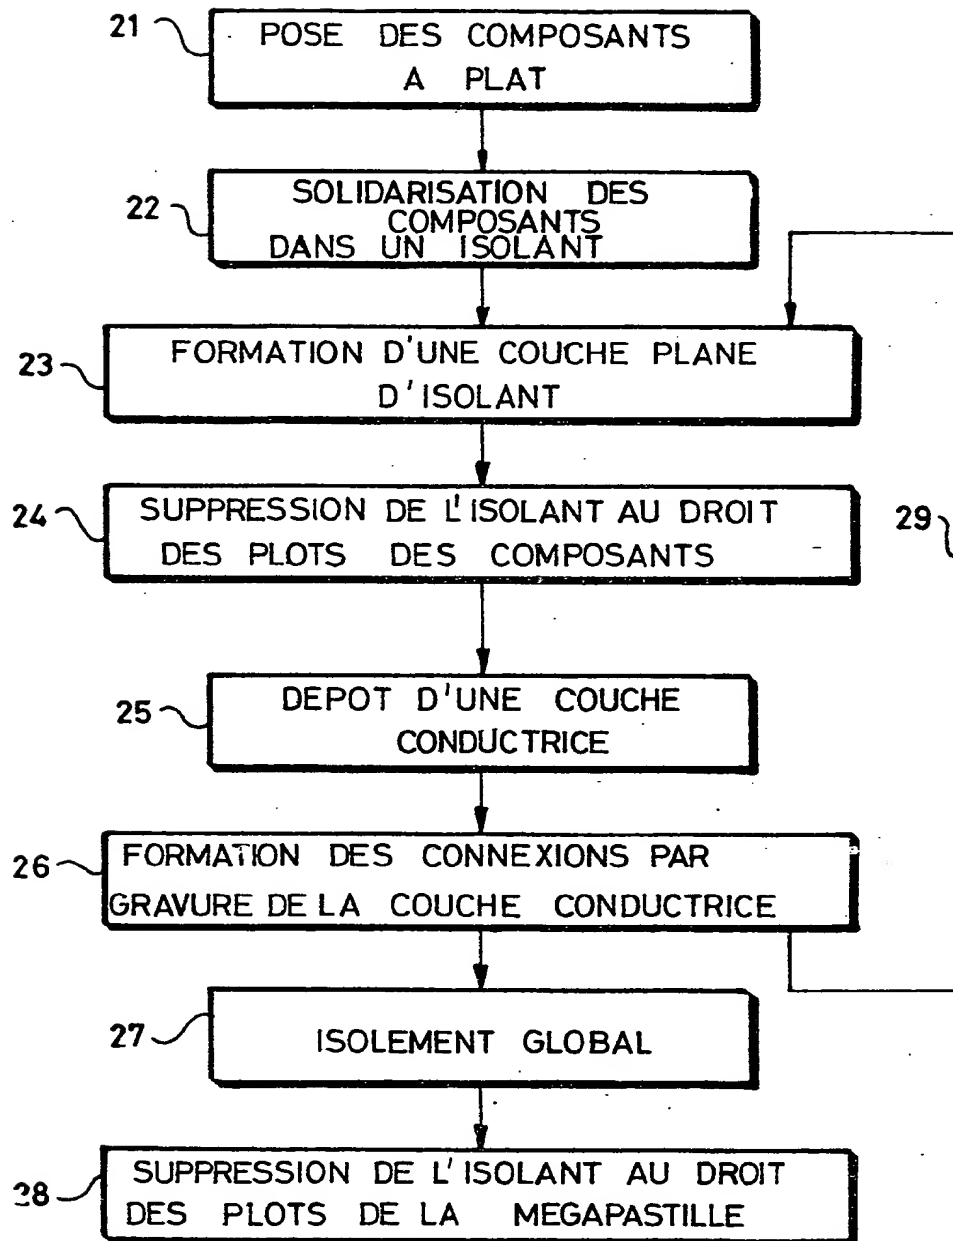 21
POSE DES COMPOSANTS
A PLAT
22
SOLIDARISATION DES
COMPOSANTS
DANS UN ISOLANT
23
FORMATION D'UNE COUCHE PLANE
D'ISOLANT
24
SUPPRESSION DE L'ISOLANT AU DROIT
DES PLOTS DES COMPOSANTS
29
25
DEPOT D'UNE COUCHE
CONDUCTRICE
26
FORMATION DES CONNEXIONS PAR
GRAVURE DE LA COUCHE CONDUCTRICE
27
ISOLEMENT GLOBAL
28
SUPPRESSION DE L'ISOLANT AU DROIT
DES PLOTS DE LA MEGAPASTILLE